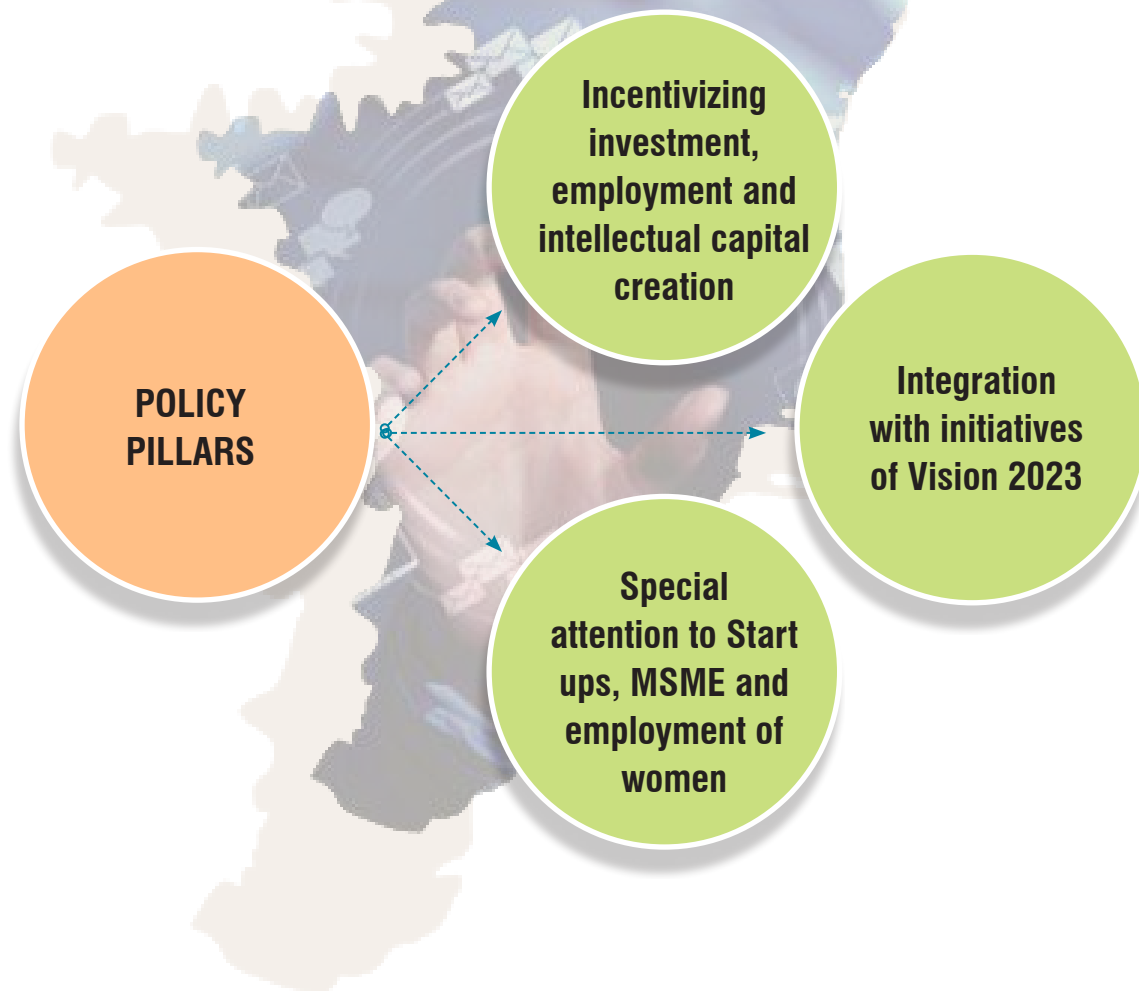 POLICY
PILLARS
Incentivizing
investment,
employment and
intellectual capital
creation
Integration
with initiatives
of Vision 2023
Special
attention to Start
ups, MSME and
employment of
women